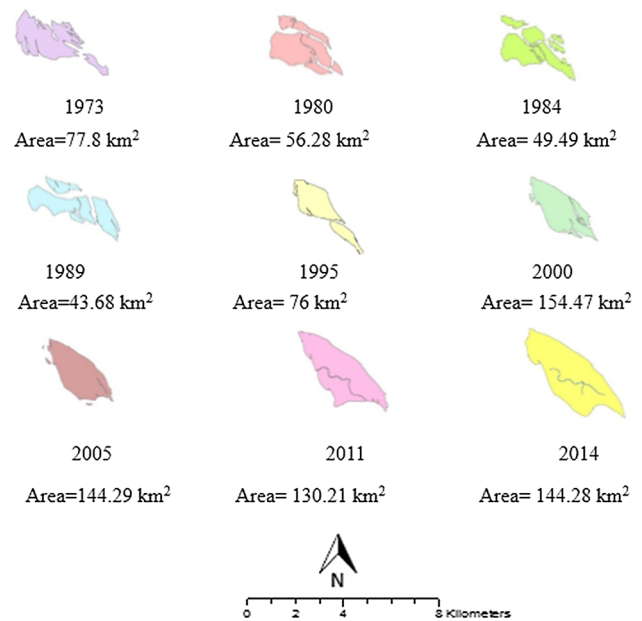 1973 1980 1984
Area=77.8 km² Area= 56.28 km² Area= 49.49 km²
1989 1995 2000
Area=43.68 km² Area= 76 km² Area= 154.47 km²
2005 2011 2014
Area=144.29 km² Area= 130.21 km² Area= 144.28 km²
N
0 2 4 8 Kilometers